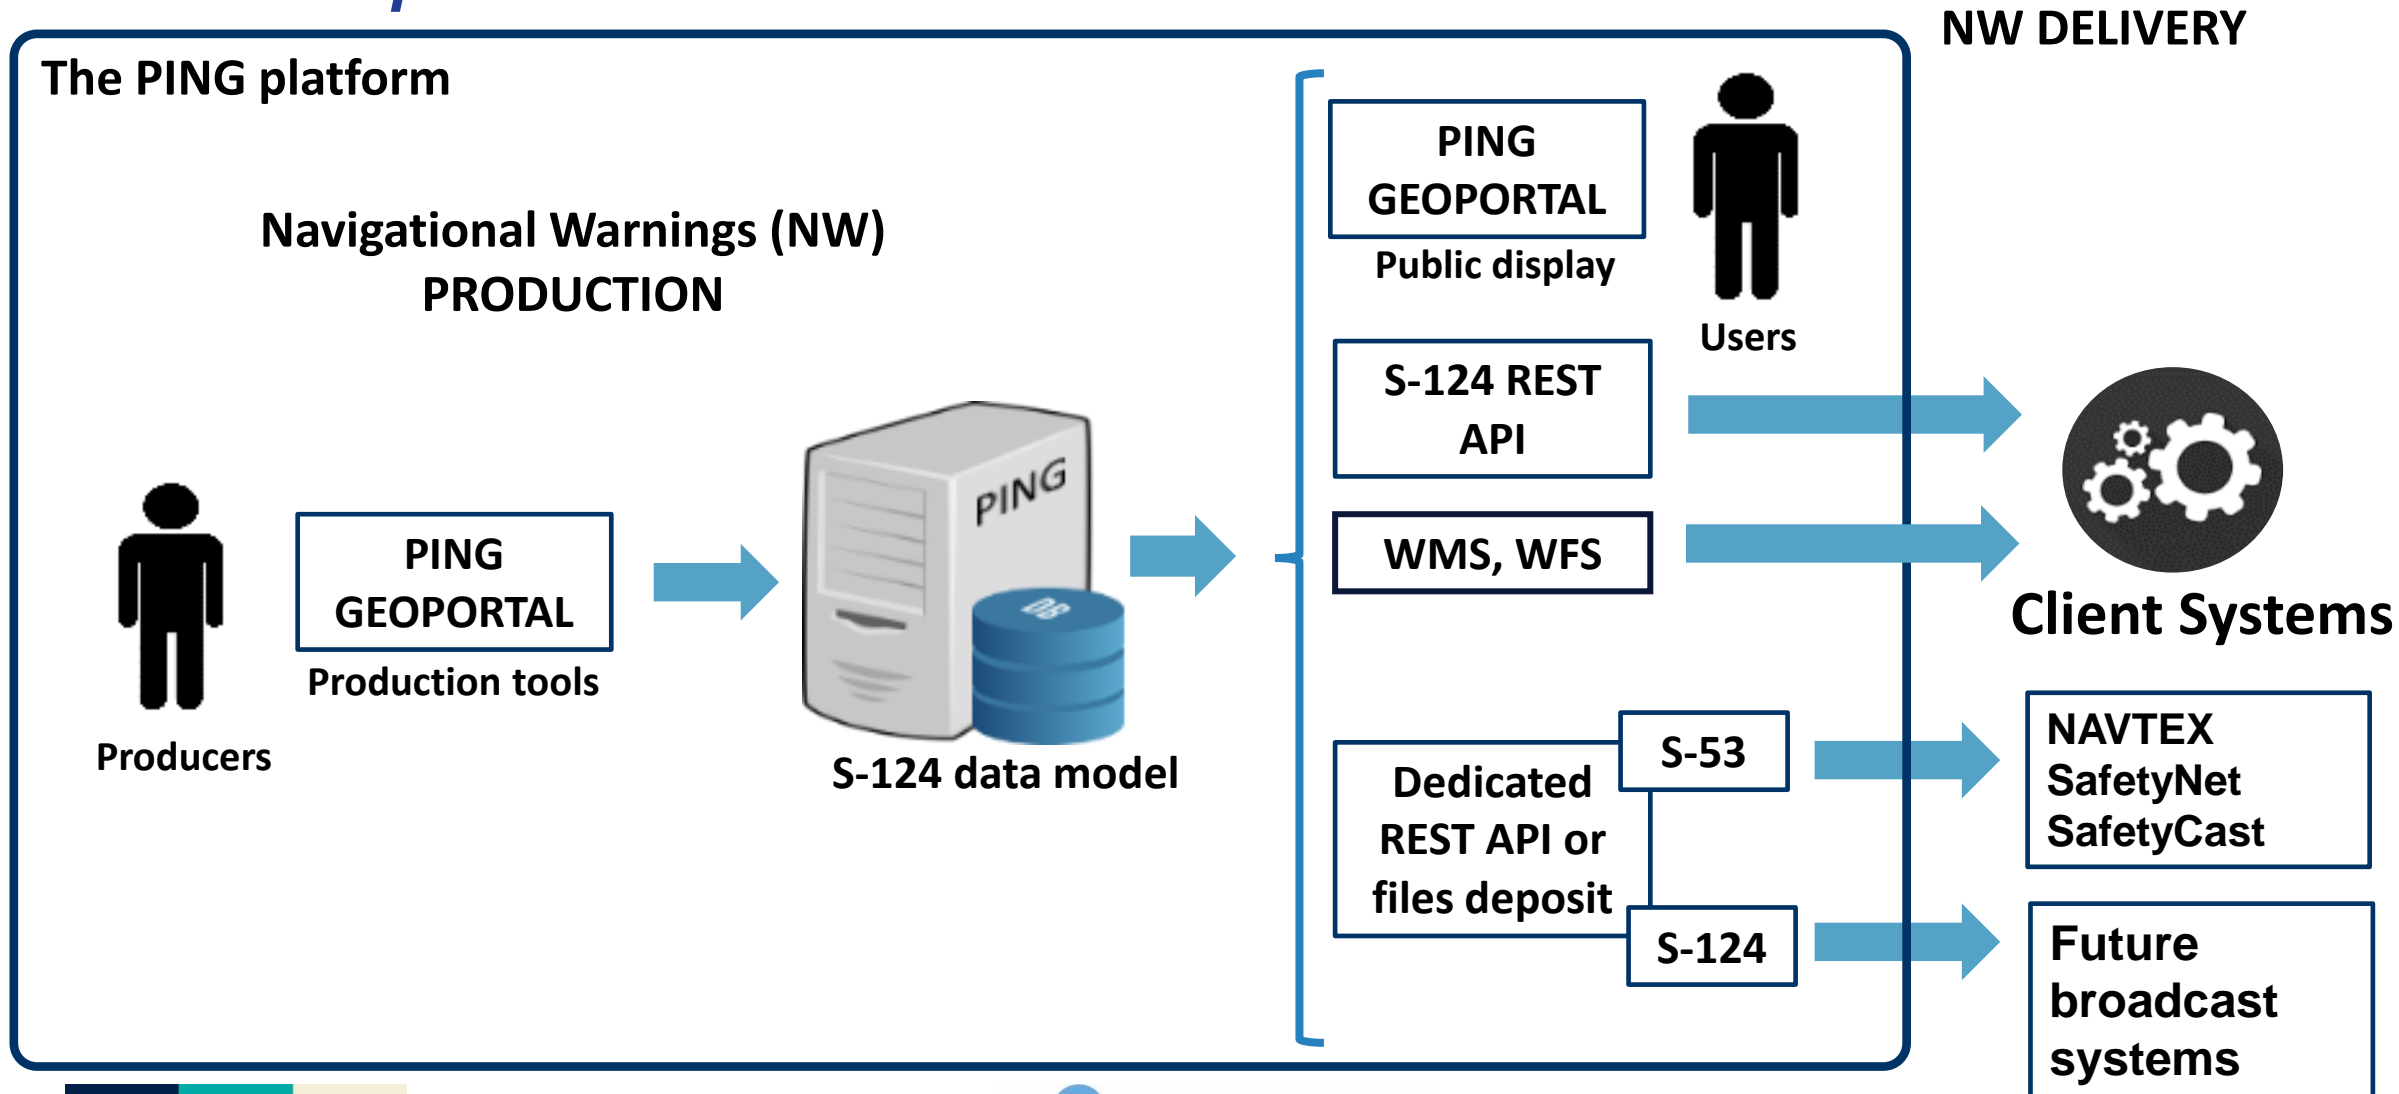 NW DELIVERY
The PING platform
Navigational Warnings (NW)
PRODUCTION
Producers
PING
GEOPORTAL
Production tools
PING
DB
S-124 data model
PING
GEOPORTAL
Public display
Users
S-124 REST
API
WMS, WFS
Client Systems
Dedicated
REST API or
files deposit
S-53
S-124
NAVTEX
SafetyNet
SafetyCast
Future
broadcast
systems